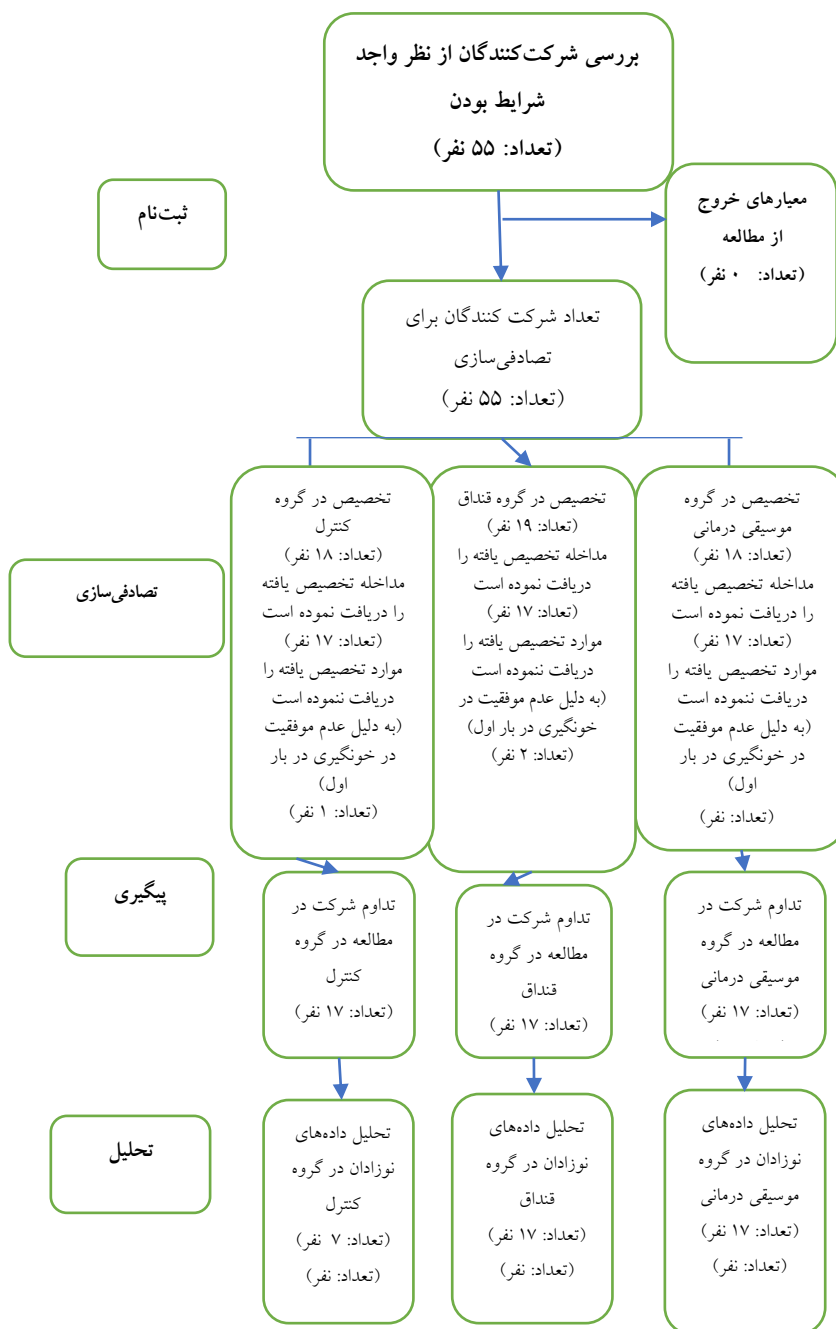 بررسی شرکت‌کنندگان از نظر واجد
شرایط بودن
(تعداد: ۵۵ نفر)
ثبت‌نام
معیارهای خروج
از مطالعه
(تعداد: ۰ نفر)
تعداد شرکت کنندگان برای
تصادفی‌سازی
(تعداد: ۵۵ نفر)
تصادفی‌سازی
تخصیص در گروه
موسیقی درمانی
(تعداد: ۱۸ نفر)
مداخله تخصیص یافته
را دریافت نموده است
(تعداد: ۱۷ نفر)
موارد تخصیص یافته را
دریافت ننموده است
(به دلیل عدم موفقیت
در خونگیری در بار
اول)
(تعداد: نفر)
تخصیص در گروه قنداق
(تعداد: ۱۹ نفر)
مداخله تخصیص یافته را
دریافت نموده است
(تعداد: ۱۷ نفر)
موارد تخصیص یافته را
دریافت ننموده است
(به دلیل عدم موفقیت در
خونگیری در بار اول)
(تعداد: ۲ نفر)
تخصیص در گروه
کنترل
(تعداد: ۱۸ نفر)
مداخله تخصیص یافته
را دریافت نموده است
(تعداد: ۱۷ نفر)
موارد تخصیص یافته را
دریافت ننموده است
(به دلیل عدم موفقیت
در خونگیری در بار
اول)
(تعداد: ۱ نفر)
پیگیری
تداوم شرکت در
مطالعه در گروه
موسیقی درمانی
(تعداد: ۱۷ نفر)
تداوم شرکت در
مطالعه در گروه
قنداق
(تعداد: ۱۷ نفر)
تداوم شرکت در
مطالعه در گروه
کنترل
(تعداد: ۱۷ نفر)
تحلیل
تحلیل داده‌های
نوزادان در گروه
موسیقی درمانی
(تعداد: ۱۷ نفر)
(تعداد: نفر)
تحلیل داده‌های
نوزادان در گروه
قنداق
(تعداد: ۱۷ نفر)
(تعداد: نفر)
تحلیل داده‌های
نوزادان در گروه
کنترل
(تعداد: ۷ نفر)
(تعداد: نفر)